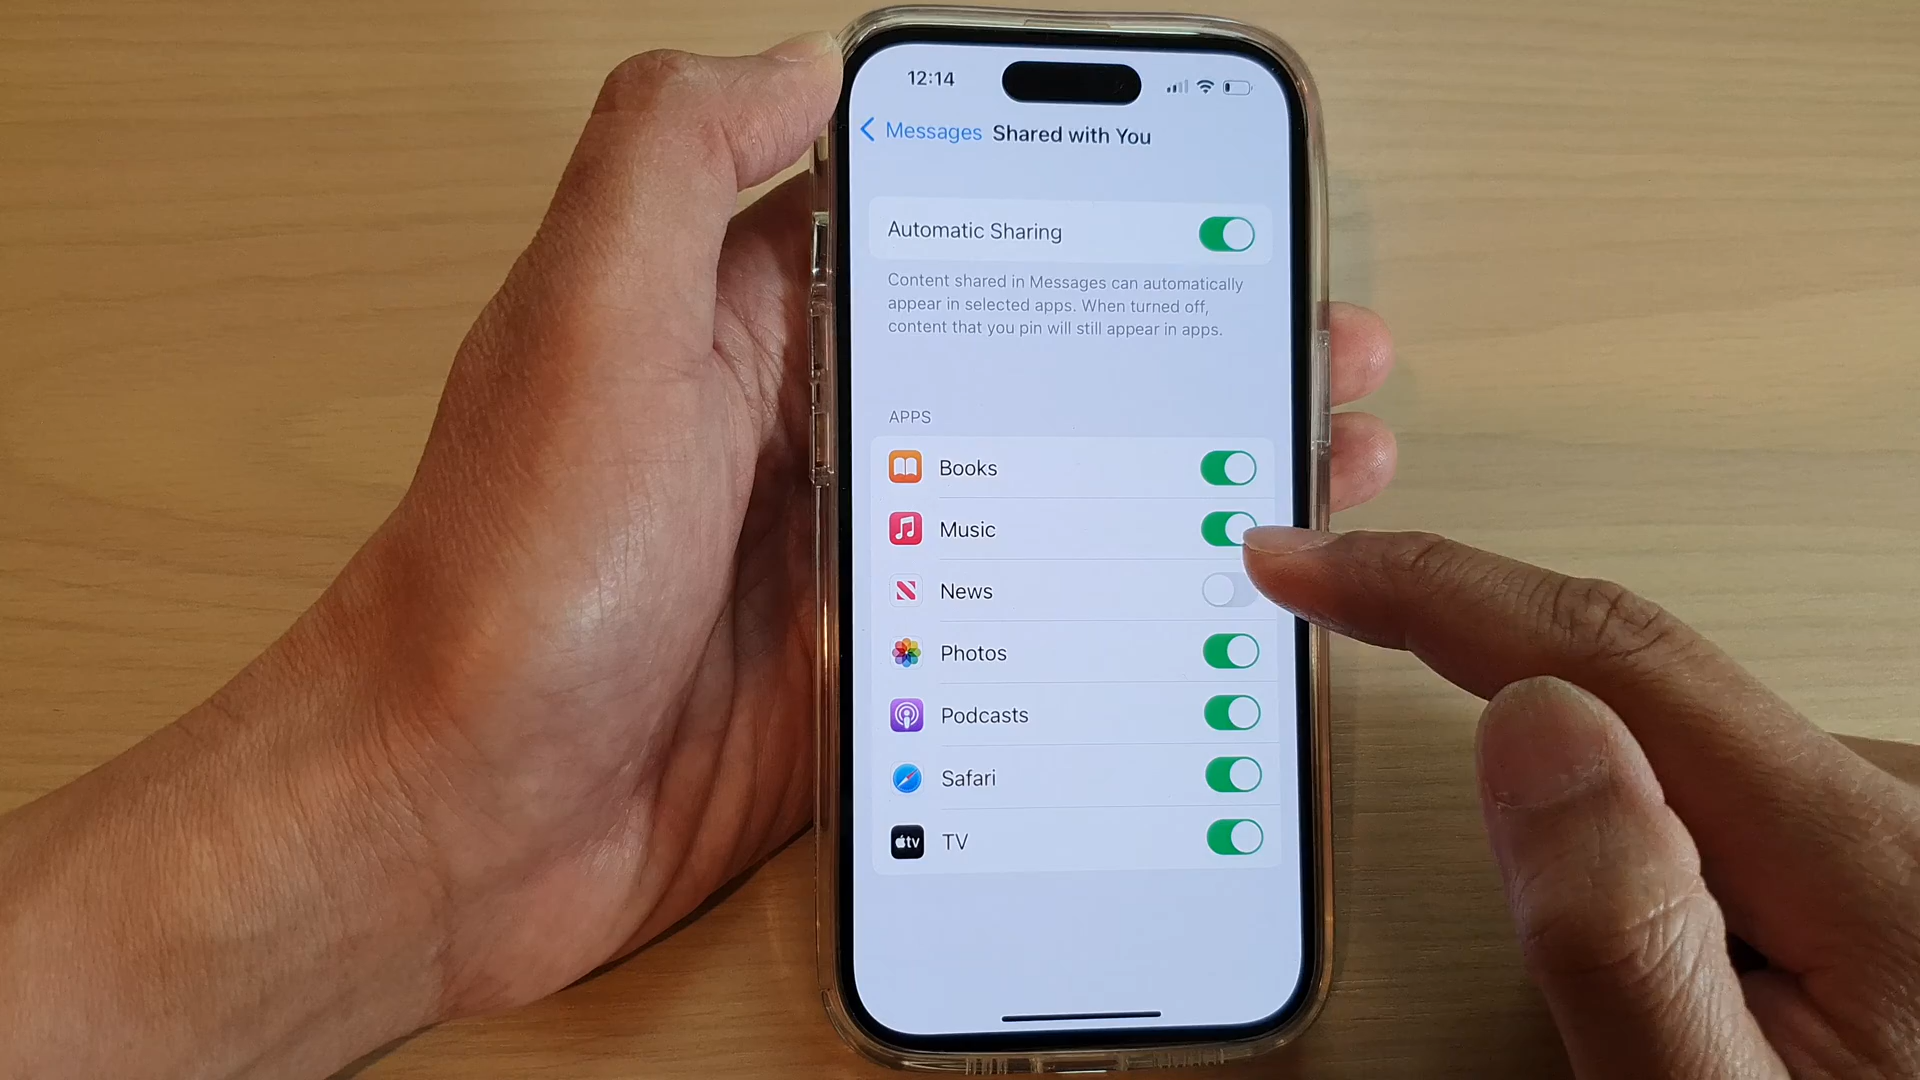 12:14
Messages Shared with You
Automatic Sharing
Content shared in Messages can automatically
appear in selected apps. When turned off,
content that you pin will still appear in apps.
APPS
Books
Music
News
Photos
Podcasts
Safari
tv TV